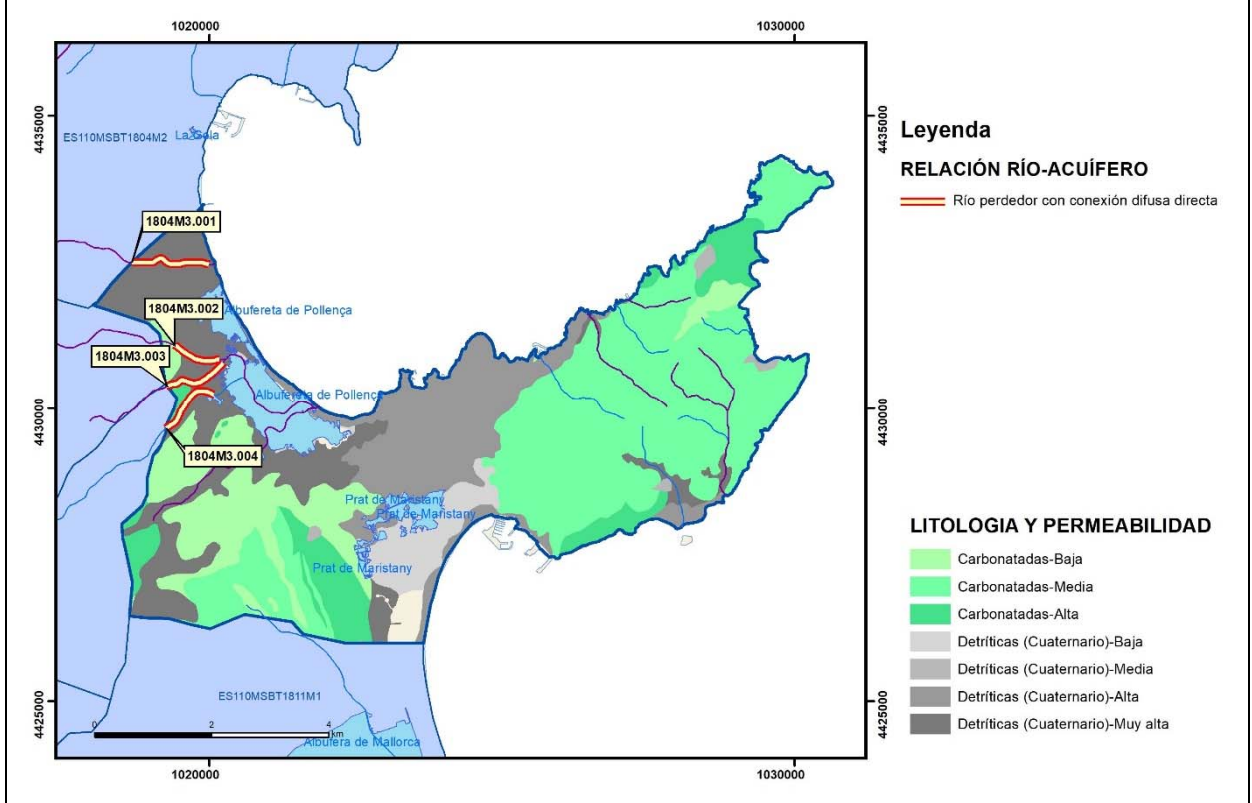 1020000
1030000
4435000
4435000
ES110MSBT1804M2
La Gola
1804M3.001
1804M3.002
Albufereta de Pollença
1804M3.003
Albufereta de Pollença
4430000
4430000
1804M3.004
Prat de Maristany
Prat de Maristany
Prat de Maristany
ES110MSBT1811M1
4425000
4425000
0 2 4
km
Albufera de Mallorca
1020000
1030000
Leyenda
RELACIÓN RÍO-ACUÍFERO
Río perdedor con conexión difusa directa
LITOLOGIA Y PERMEABILIDAD
Carbonatadas-Baja
Carbonatadas-Media
Carbonatadas-Alta
Detríticas (Cuaternario)-Baja
Detríticas (Cuaternario)-Media
Detríticas (Cuaternario)-Alta
Detríticas (Cuaternario)-Muy alta